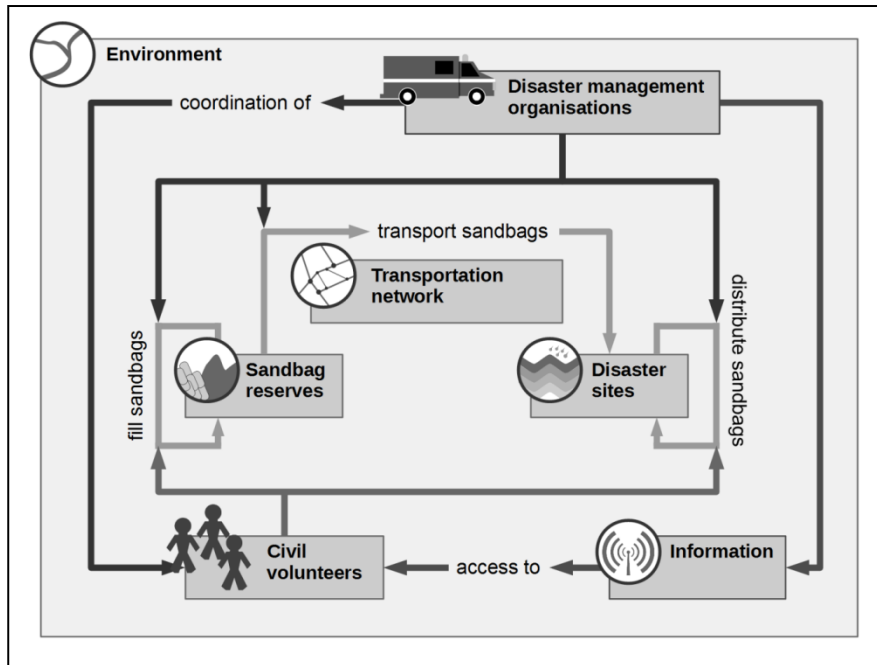 Environment
Disaster management
organisations
coordination of
transport sandbags
Transportation
network
fill sandbags
Sandbag
reserves
Disaster
sites
distribute sandbags
Civil
volunteers
access to
Information